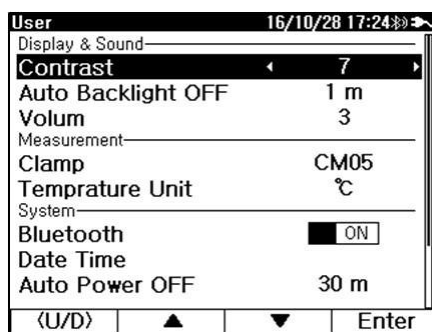 User 16/10/28 17:24
Display & Sound
Contrast 7
Auto Backlight OFF 1 m
Volum 3
Measurement
Clamp CM05
Temprature Unit ℃
System
Bluetooth ON
Date Time
Auto Power OFF 30 m
(U/D) ▲ ▼ Enter